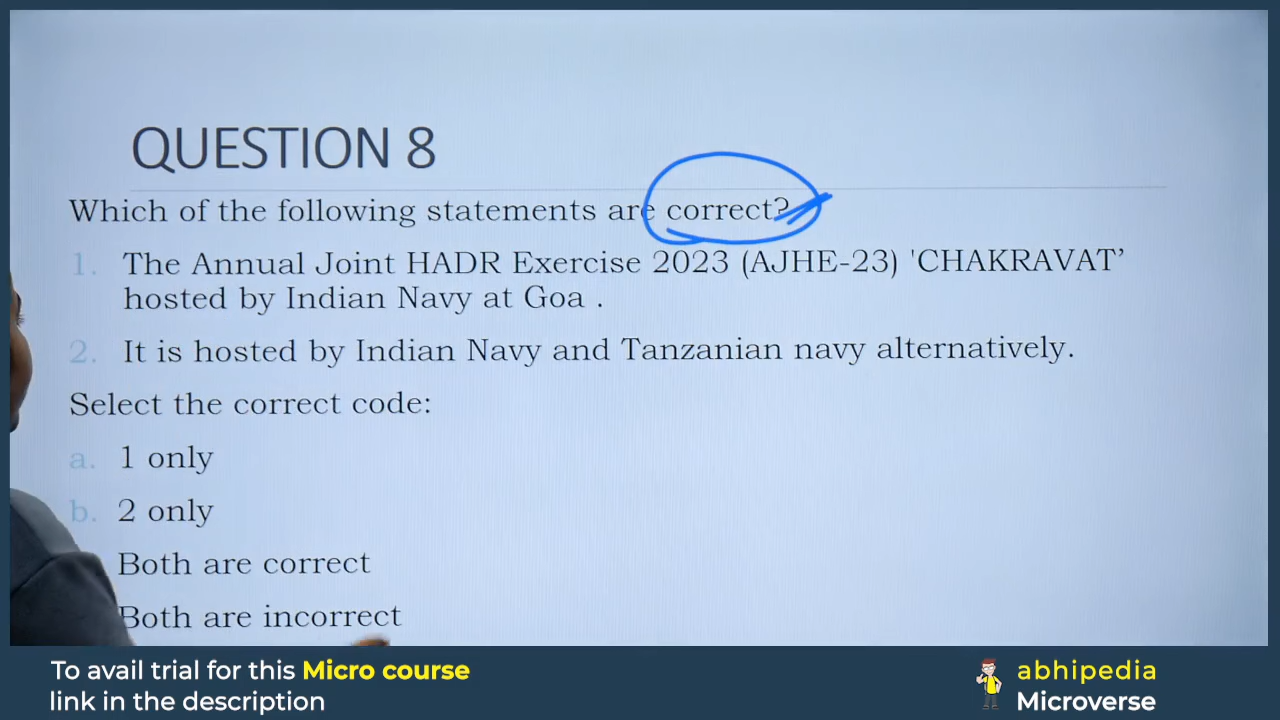 QUESTION 8
Which of the following statements are correct?
1. The Annual Joint HADR Exercise 2023 (AJHE-23) 'CHAKRAVAT’
hosted by Indian Navy at Goa .
2. It is hosted by Indian Navy and Tanzanian navy alternatively.
Select the correct code:
a. 1 only
b. 2 only
Both are correct
Both are incorrect
To avail trial for this Micro course
link in the description
abhipedia
Microverse